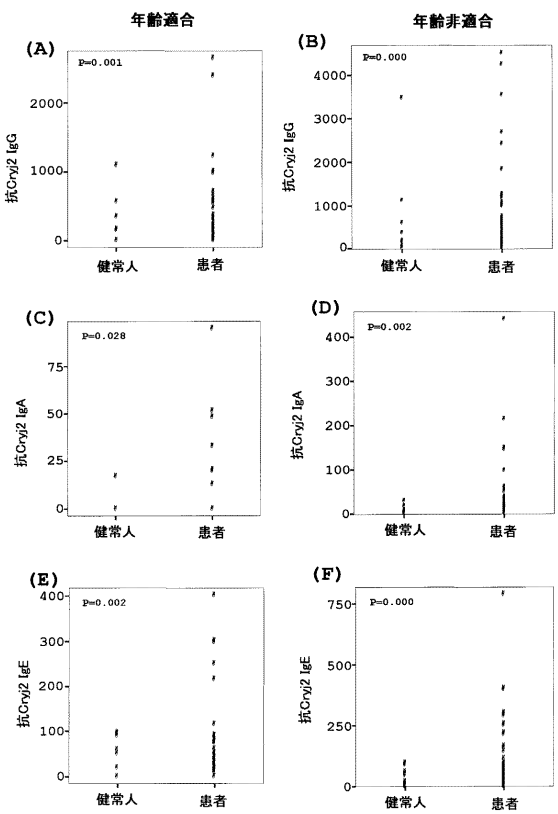 年齢適合
年齢非適合
(A)
P=0.001
抗Cryj2 IgG
2000
1000
0
健常人
患者
(B)
P=0.000
抗Cryj2 IgG
4000
3000
2000
1000
0
健常人
患者
(C)
P=0.028
抗Cryj2 IgA
75
50
25
0
健常人
患者
(D)
P=0.002
抗Cryj2 IgA
400
300
200
100
0
健常人
患者
(E)
P=0.002
抗Cryj2 IgE
400
300
200
100
0
健常人
患者
(F)
P=0.000
抗Cryj2 IgE
750
500
250
0
健常人
患者